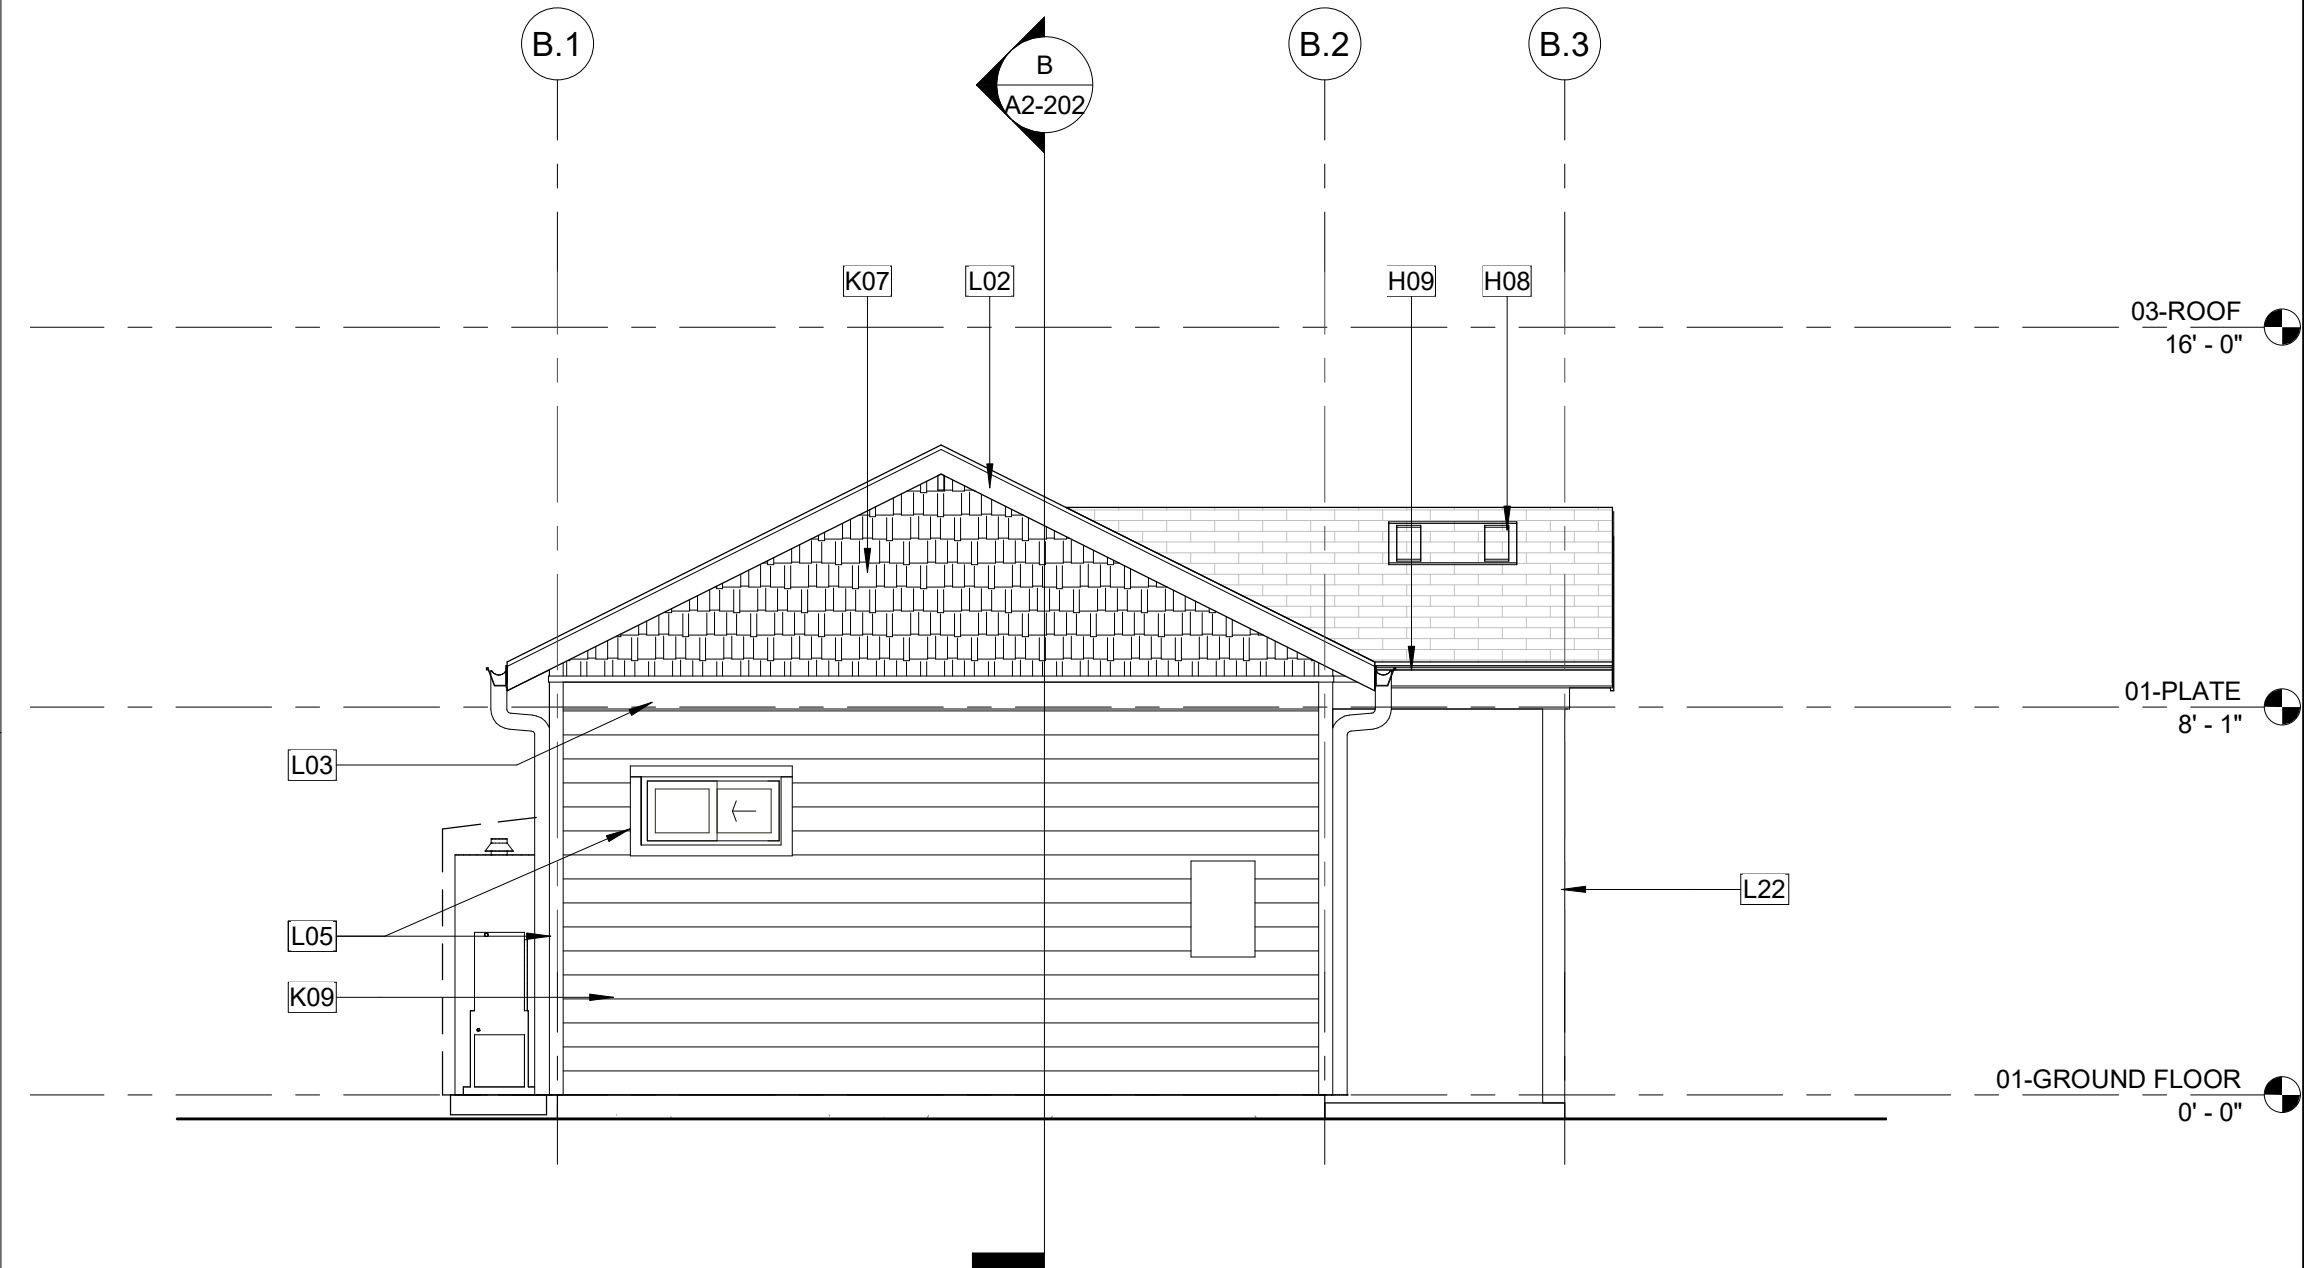 B.1
B
A2-202
B.2
B.3
K07
L02
H09
H08
03-ROOF
16' - 0"
01-PLATE
8' - 1"
L03
L22
L05
K09
01-GROUND FLOOR
0' - 0"